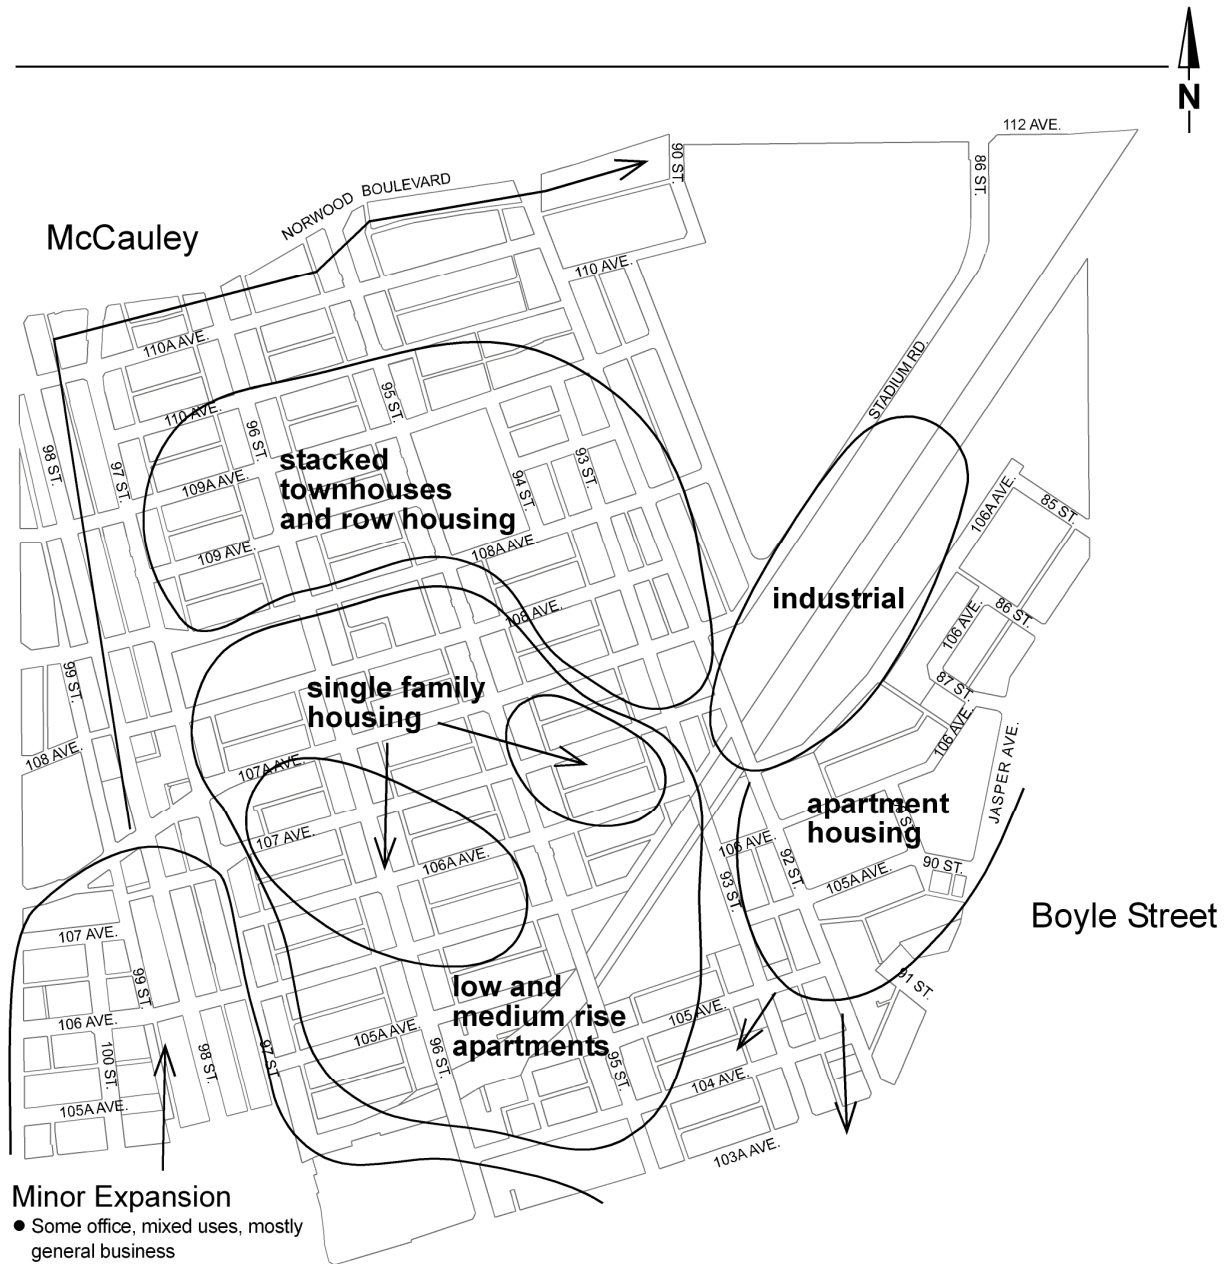 N
112 AVE.
90 ST.
86 ST.
NORWOOD BOULEVARD
McCauley
110 AVE.
110A AVE.
STADIUM RD.
95 ST.
110 AVE.
96 ST.
98 ST.
97 ST.
109A AVE.
stacked
townhouses
and row housing
94 ST.
93 ST.
106A AVE.
85 ST.
109 AVE.
108A AVE.
108 AVE.
industrial
106 AVE.
86 ST.
99 ST.
single family
housing
87 ST.
106 AVE.
108 AVE.
107A AVE.
JASPER AVE.
apartment
housing
107 AVE.
106A AVE.
106 AVE.
92 ST.
93 ST.
105A AVE.
90 ST.
Boyle Street
107 AVE.
99 ST.
low and
medium rise
apartments
91 ST.
106 AVE.
100 ST.
98 ST.
97 ST.
105A AVE.
96 ST.
95 ST.
105 AVE.
104 AVE.
105A AVE.
103A AVE.
Minor Expansion
● Some office, mixed uses, mostly
general business